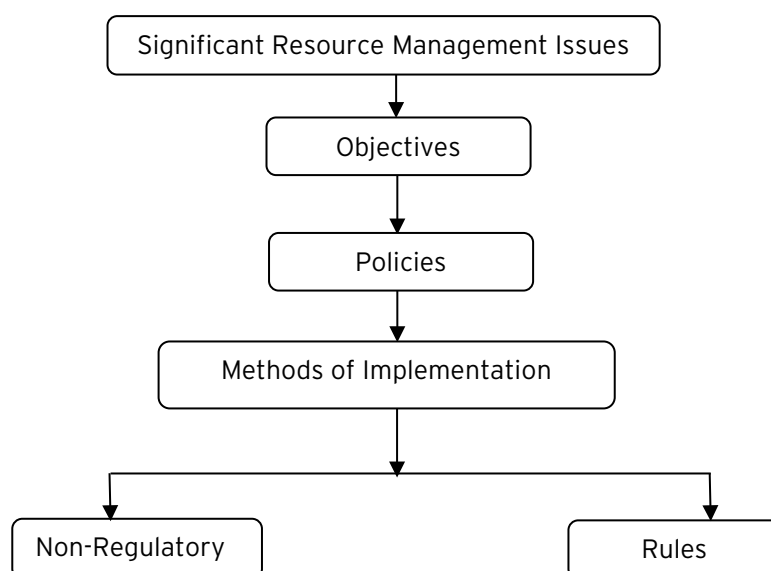 Significant Resource Management Issues
Objectives
Policies
Methods of Implementation
Non-Regulatory
Rules